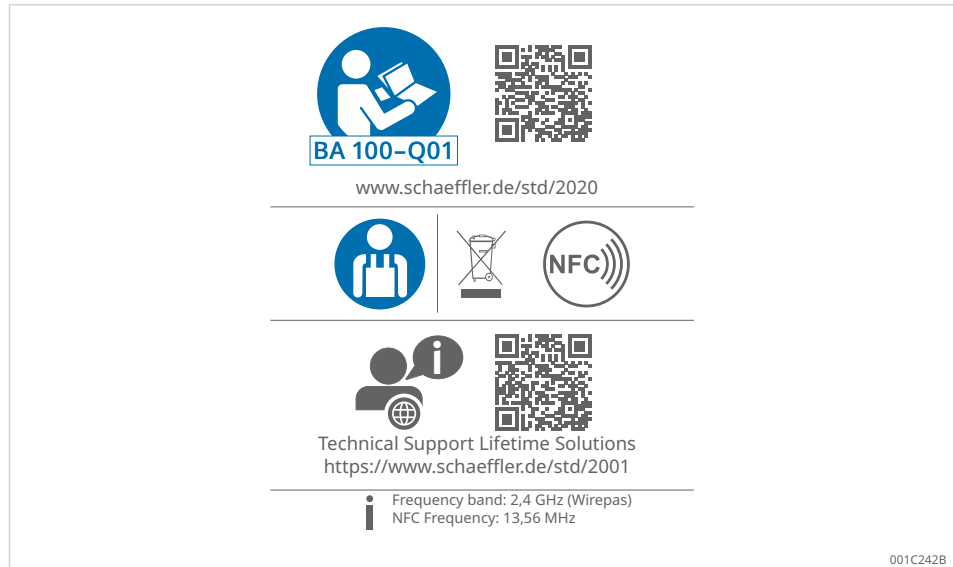 BA 100–Q01
www.schaeffler.de/std/2020
NFC
i
Technical Support Lifetime Solutions
https://www.schaeffler.de/std/2001
i Frequency band: 2,4 GHz (Wirepas)
NFC Frequency: 13,56 MHz
001C242B